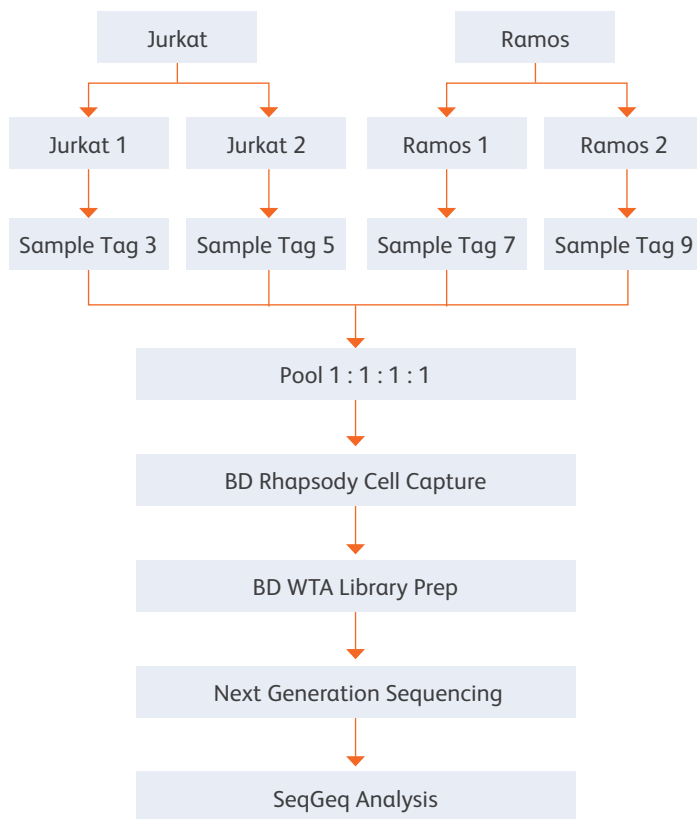 Jurkat
Ramos
Jurkat 1
Jurkat 2
Ramos 1
Ramos 2
Sample Tag 3
Sample Tag 5
Sample Tag 7
Sample Tag 9
Pool 1 : 1 : 1 : 1
BD Rhapsody Cell Capture
BD WTA Library Prep
Next Generation Sequencing
SeqGeq Analysis